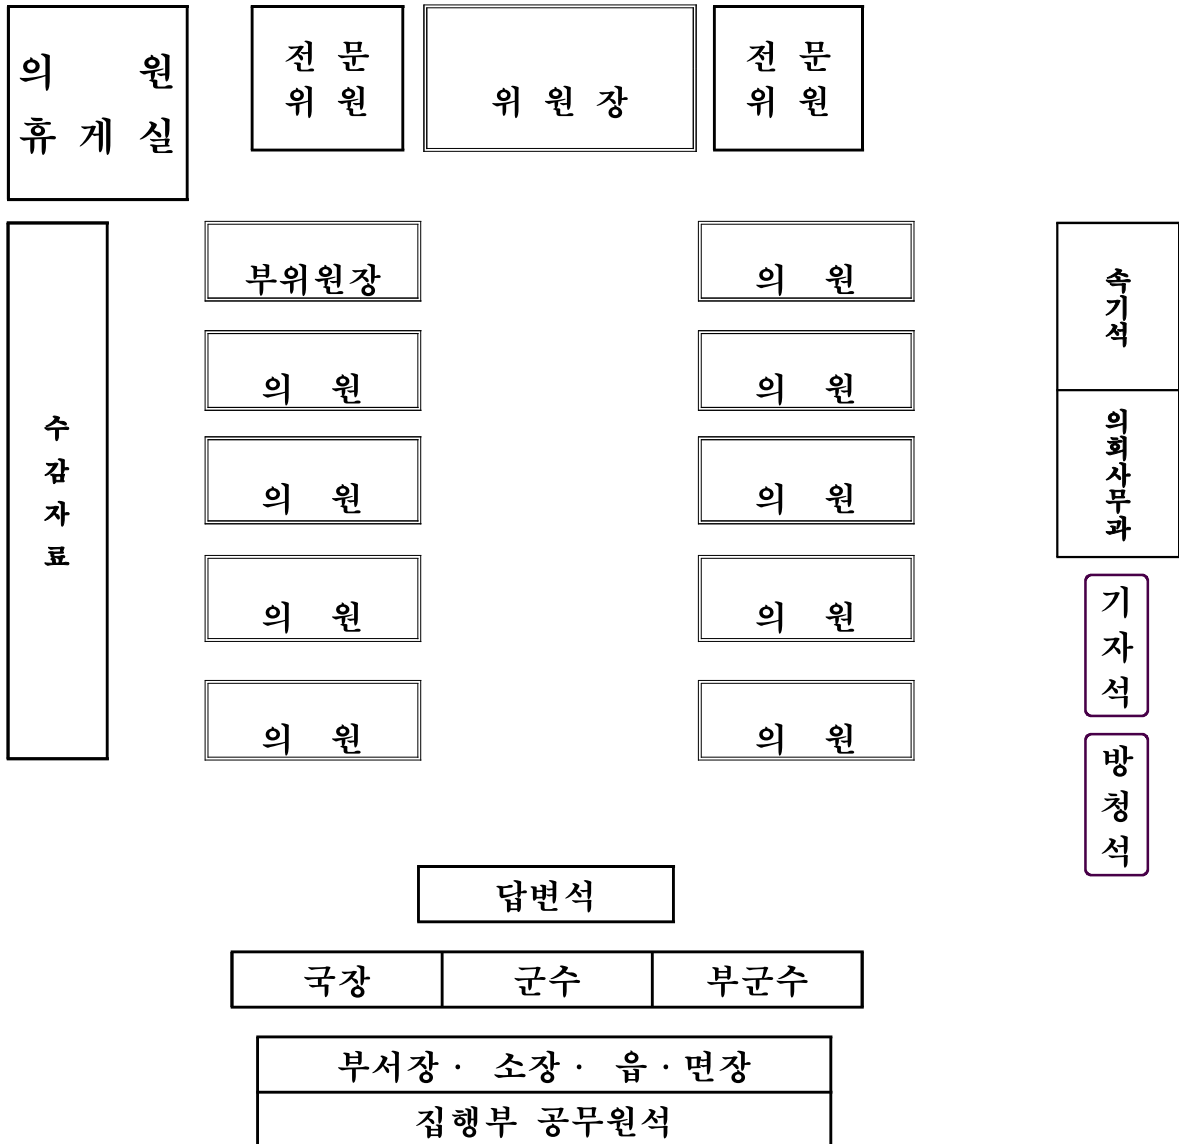 의 원
휴 게 실
전 문
위 원
위 원 장
전 문
위 원
수감자료
부위원장
의 원
의 원
의 원
의 원
의 원
의 원
의 원
의 원
의 원
속기석
의회사무과
기자석
방청석
답변석
국장 군수 부군수
부서장 · 소장 · 읍 · 면장
집행부 공무원석